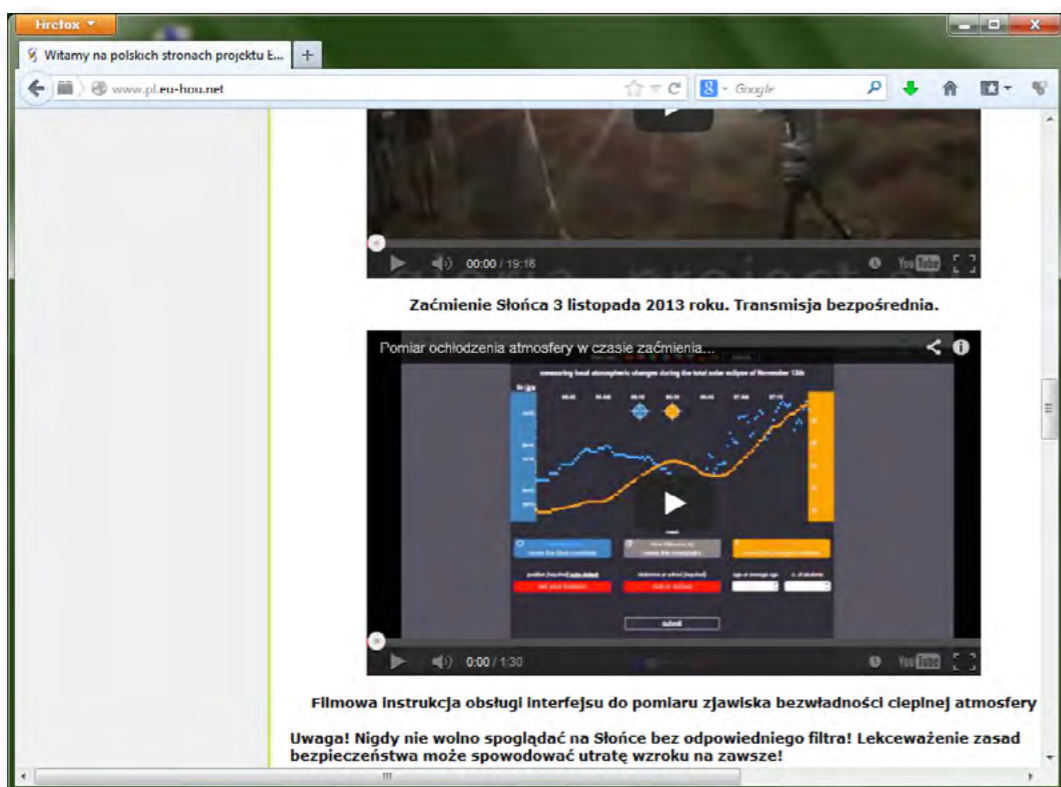 Firefox
Witamy na polskich stronach projektu E...
www.pl.eu-hou.net
Google
00:00 / 19:16
YouTube
Zaćmienie Słońca 3 listopada 2013 roku. Transmisja bezpośrednia.
Pomiar ochłodzenia atmosfery w czasie zaćmienia...
measuring local atmospheric changes during the total solar eclipse of November 13th
submit
0:00 / 1:30
YouTube
Filmowa instrukcja obsługi interfejsu do pomiaru zjawiska bezwładności cieplnej atmosfery
Uwaga! Nigdy nie wolno spoglądać na Słońce bez odpowiedniego filtra! Lekceważenie zasad
bezpieczeństwa może spowodować utratę wzroku na zawsze!